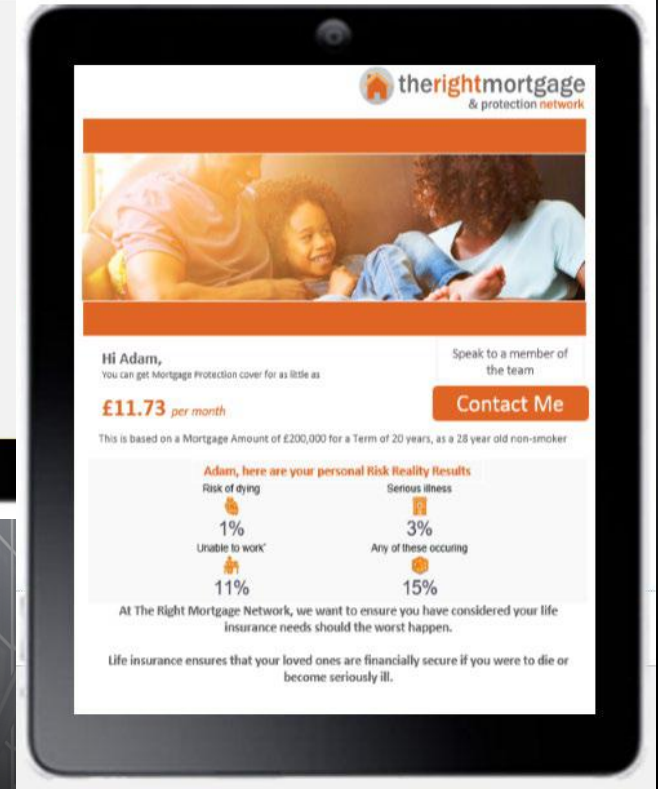 therightmortgage
& protection network
Hi Adam,
You can get Mortgage Protection cover for as little as
£11.73 per month
Speak to a member of
the team
Contact Me
This is based on a Mortgage Amount of £200,000 for a Term of 20 years, as a 28 year old non-smoker
Adam, here are your personal Risk Reality Results
Risk of dying
Serious illness
1%
3%
Unable to work*
Any of these occuring
11%
15%
At The Right Mortgage Network, we want to ensure you have considered your life
insurance needs should the worst happen.
Life insurance ensures that your loved ones are financially secure if you were to die or
become seriously ill.